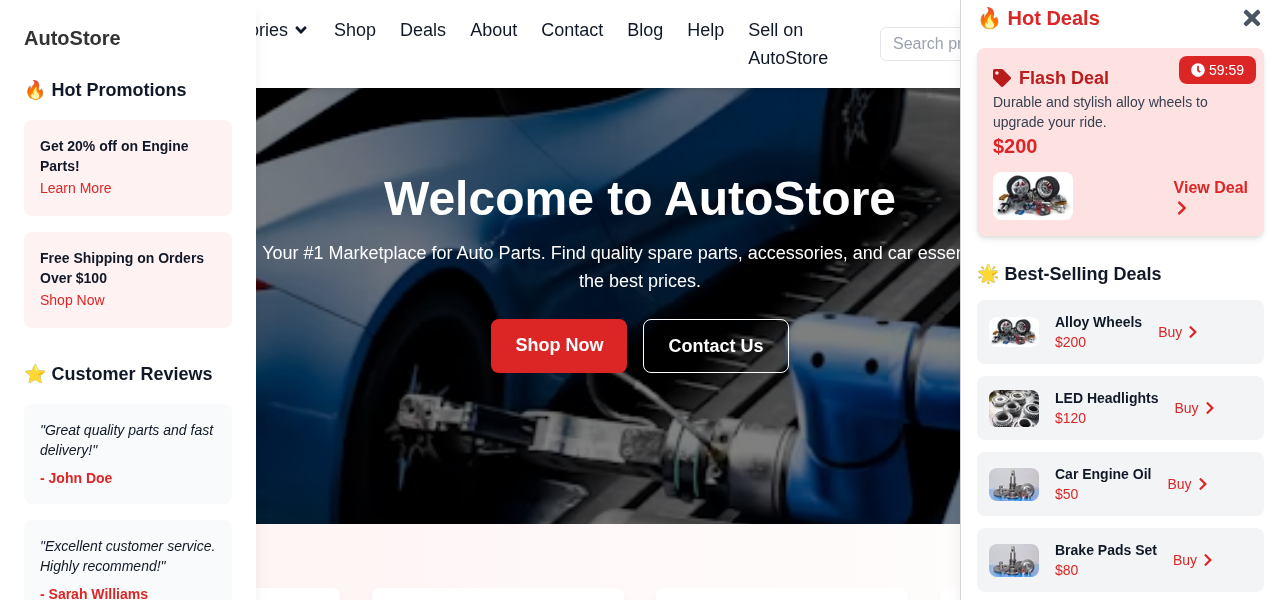 AutoStore
🔥 Hot Promotions
Get 20% off on Engine
Parts!
Learn More
Free Shipping on Orders
Over $100
Shop Now
⭐ Customer Reviews
"Great quality parts and fast
delivery!"
- John Doe
"Excellent customer service.
Highly recommend!"
- Sarah Williams
Shop Deals About Contact Blog Help Sell on
AutoStore
Search
Welcome to AutoStore
Your #1 Marketplace for Auto Parts. Find quality spare parts, accessories, and car
the best prices.
Shop Now
Contact Us
🔥 Hot Deals
59:59
Flash Deal
Durable and stylish alloy wheels to
upgrade your ride.
$200
View Deal
🌟 Best-Selling Deals
Alloy Wheels
$200
Buy
LED Headlights
$120
Buy
Car Engine Oil
$50
Buy
Brake Pads Set
$80
Buy